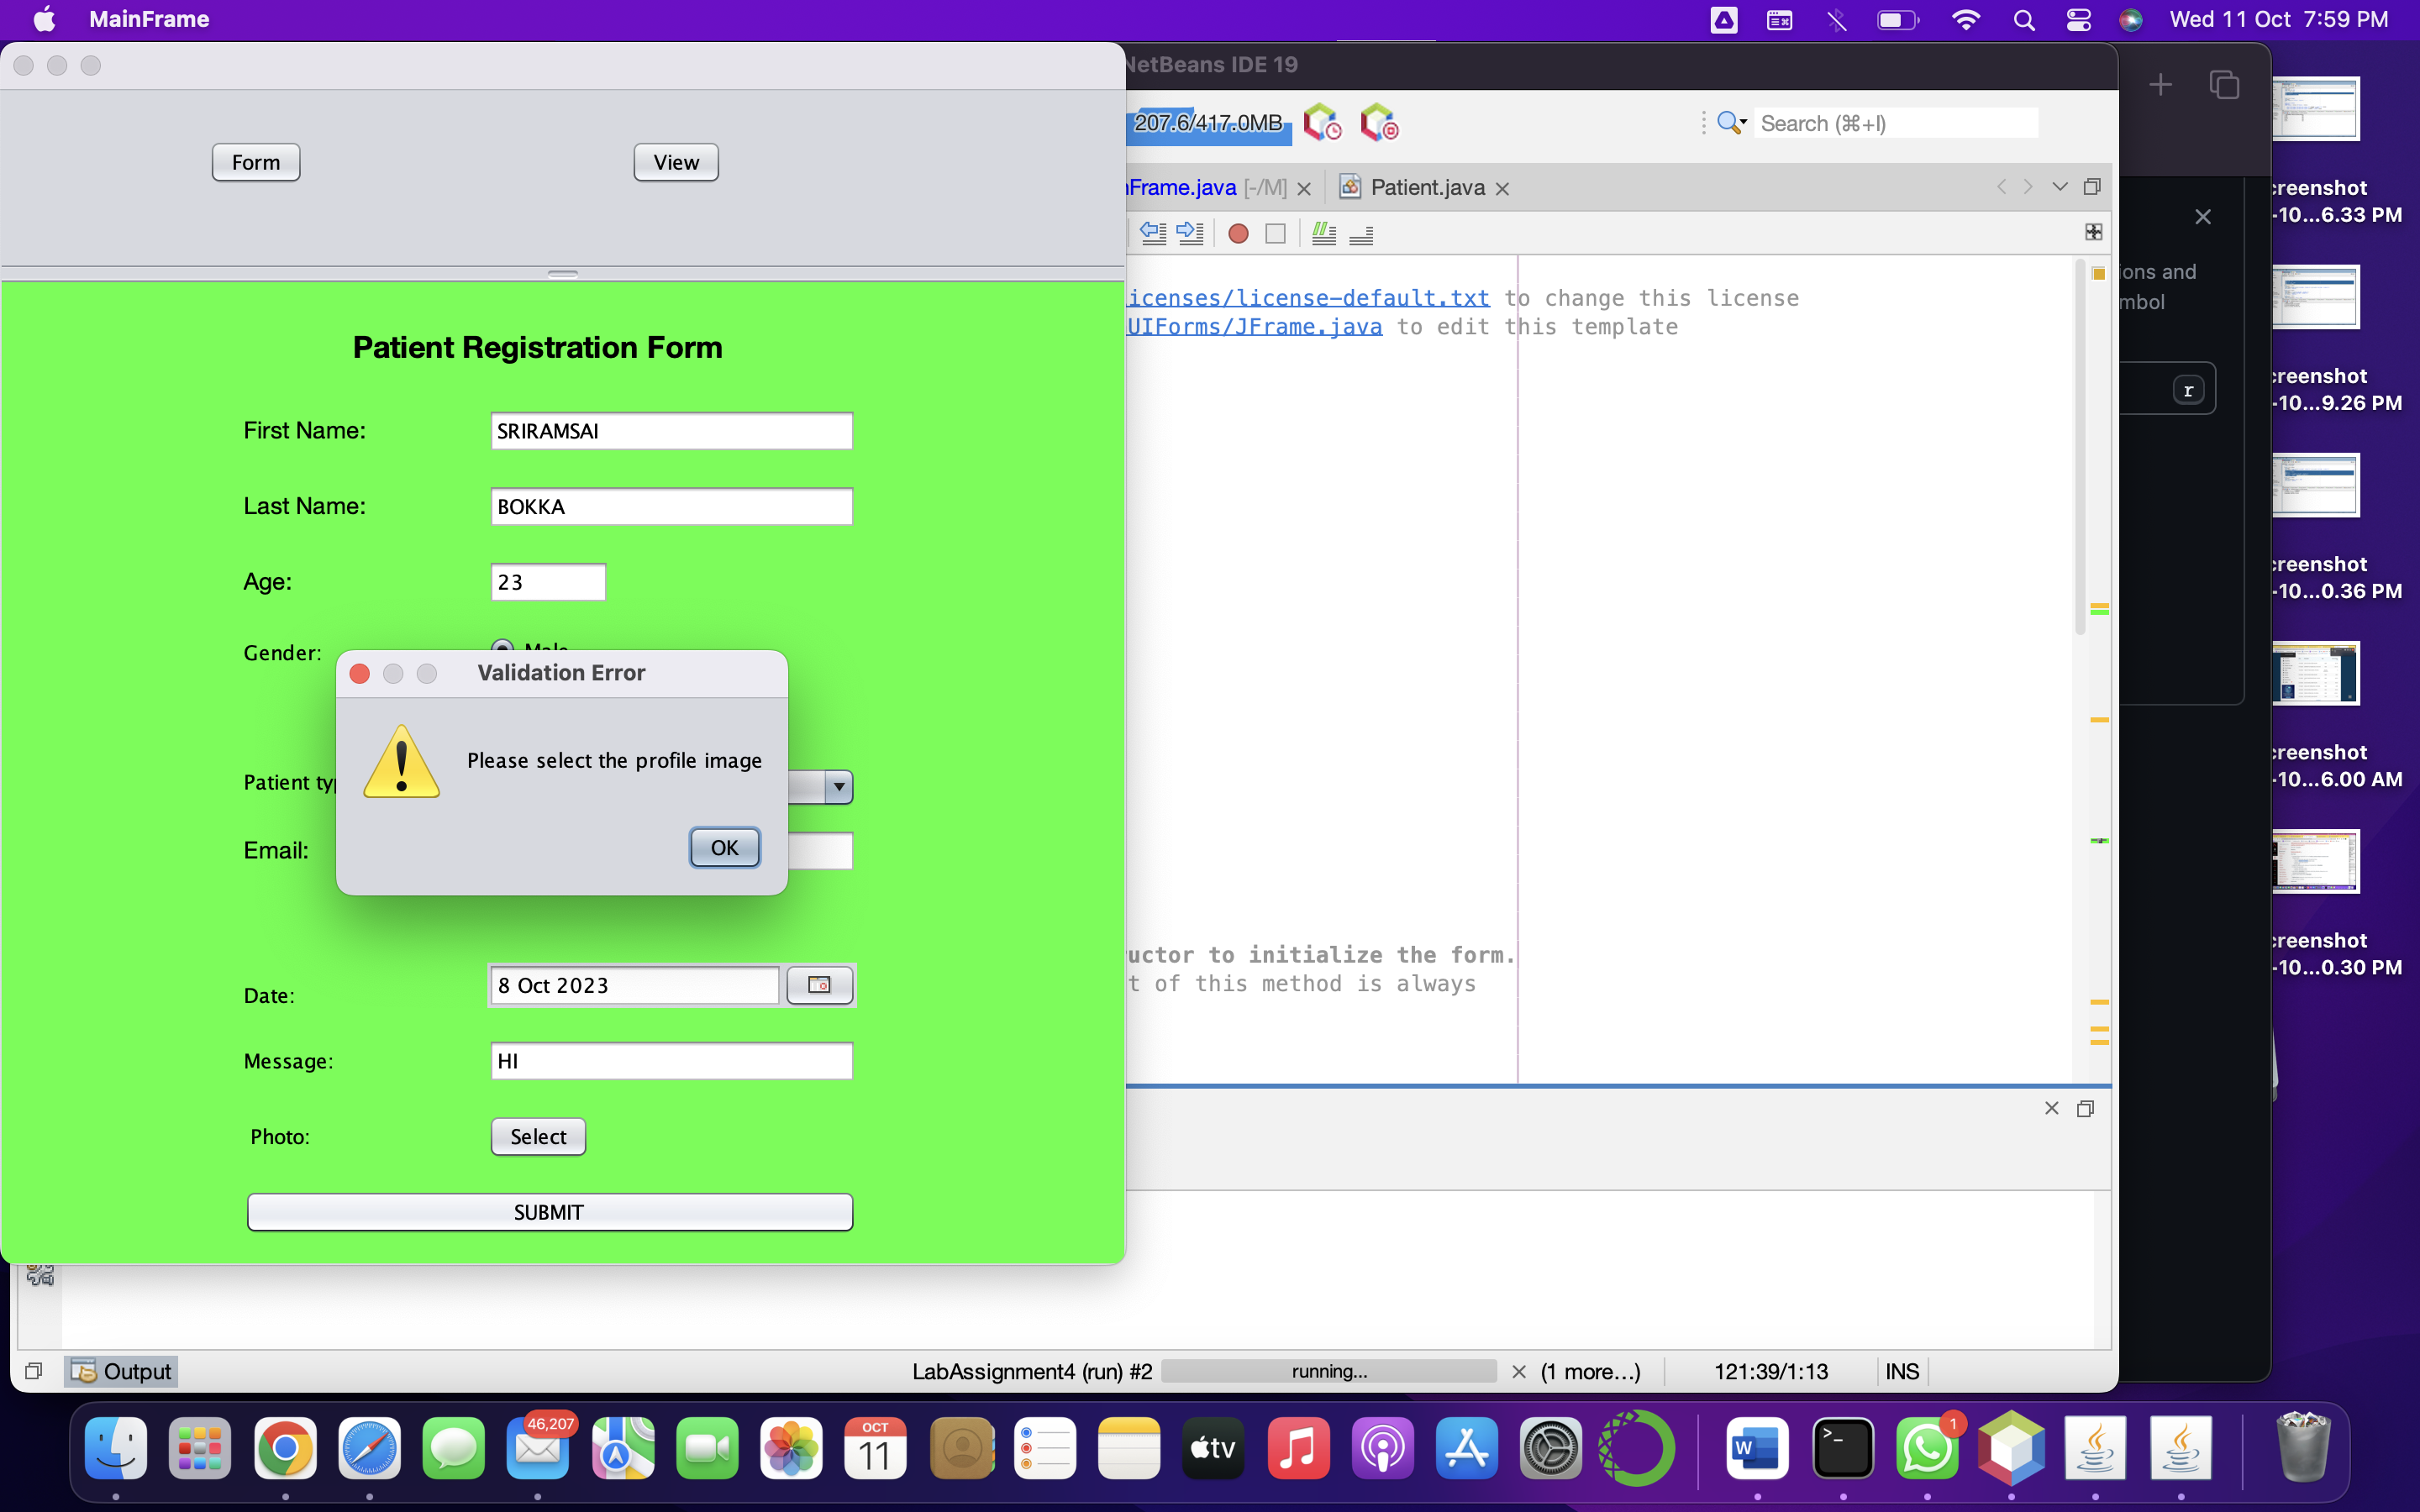 MainFrame
Wed 11 Oct 7:59 PM
NetBeans IDE 19
207.6/417.0MB
Search (⌘+I)
Form
View
nFrame.java [-/M]
Patient.java
icenses/license-default.txt to change this license
UIForms/JFrame.java to edit this template
ions and
mbol
r
Patient Registration Form
First Name:
SRIRAMSAI
Last Name:
BOKKA
Age:
23
Gender:
Male
Validation Error
Please select the profile image
OK
Patient typ
Email:
Date:
8 Oct 2023
Message:
HI
Photo:
Select
SUBMIT
uctor to initialize the form.
t of this method is always
creenshot
-10...6.33 PM
creenshot
-10...9.26 PM
creenshot
-10...0.36 PM
creenshot
-10...6.00 AM
creenshot
-10...0.30 PM
Output
LabAssignment4 (run) #2
running...
(1 more...)
121:39/1:13
INS
46,207
OCT
11
tv
W
>_
1